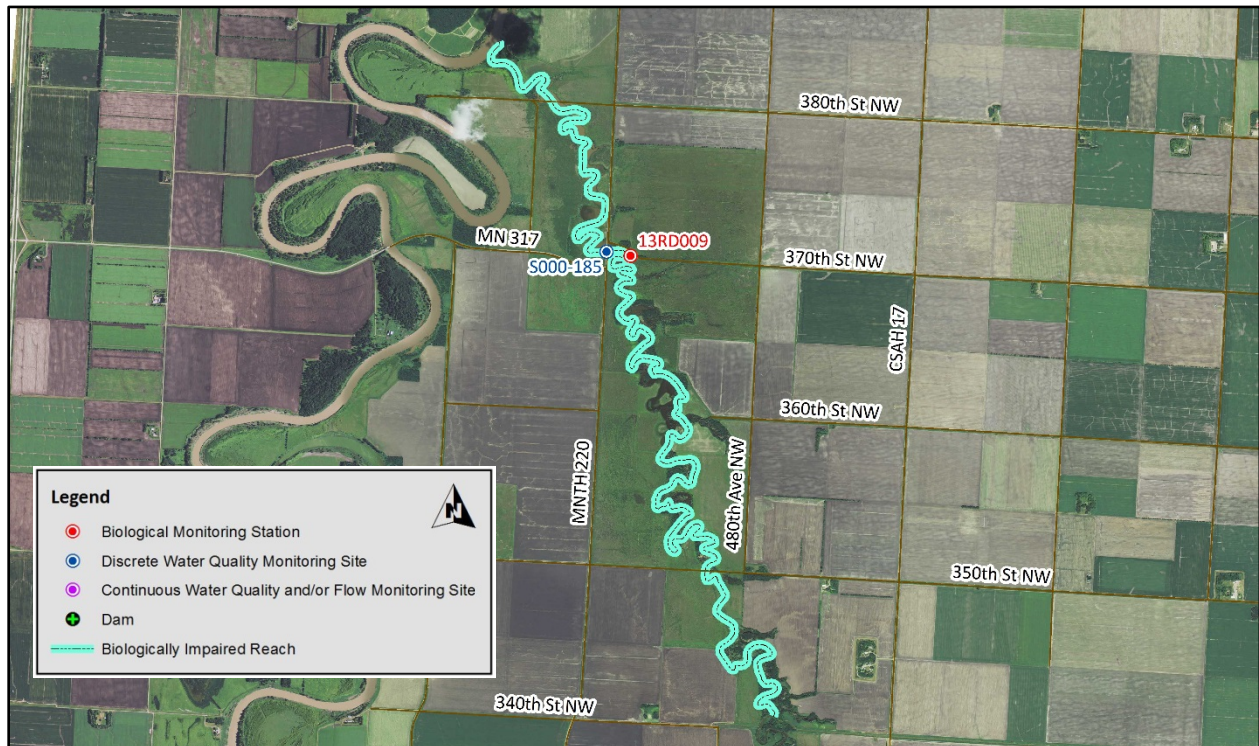 380th St NW
MN 317
13RD009
S000-185
370th St NW
CSAH 17
360th St NW
MNTH 220
480th Ave NW
350th St NW
340th St NW
Legend
N
Biological Monitoring Station
Discrete Water Quality Monitoring Site
Continuous Water Quality and/or Flow Monitoring Site
Dam
Biologically Impaired Reach